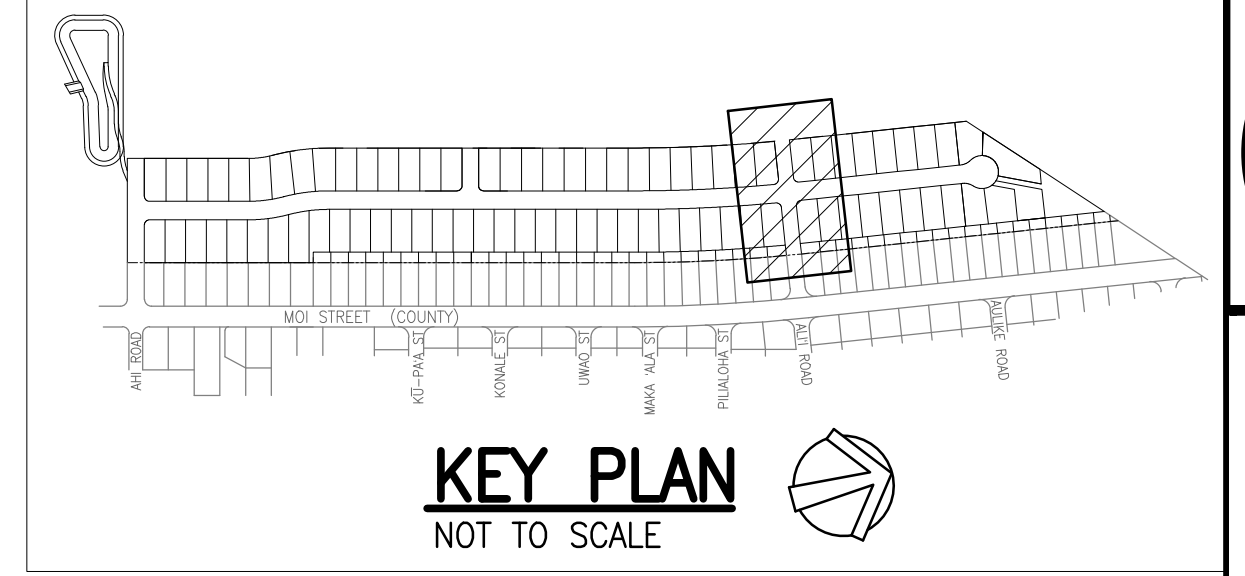 MOI STREET (COUNTY)
AHI ROAD
KŪ-PA'A ST
KONALE ST
UWAO ST
MAKA 'ALA ST
PILIALOHA ST
ALI'I ROAD
AULIKE ROAD
KEY PLAN
NOT TO SCALE